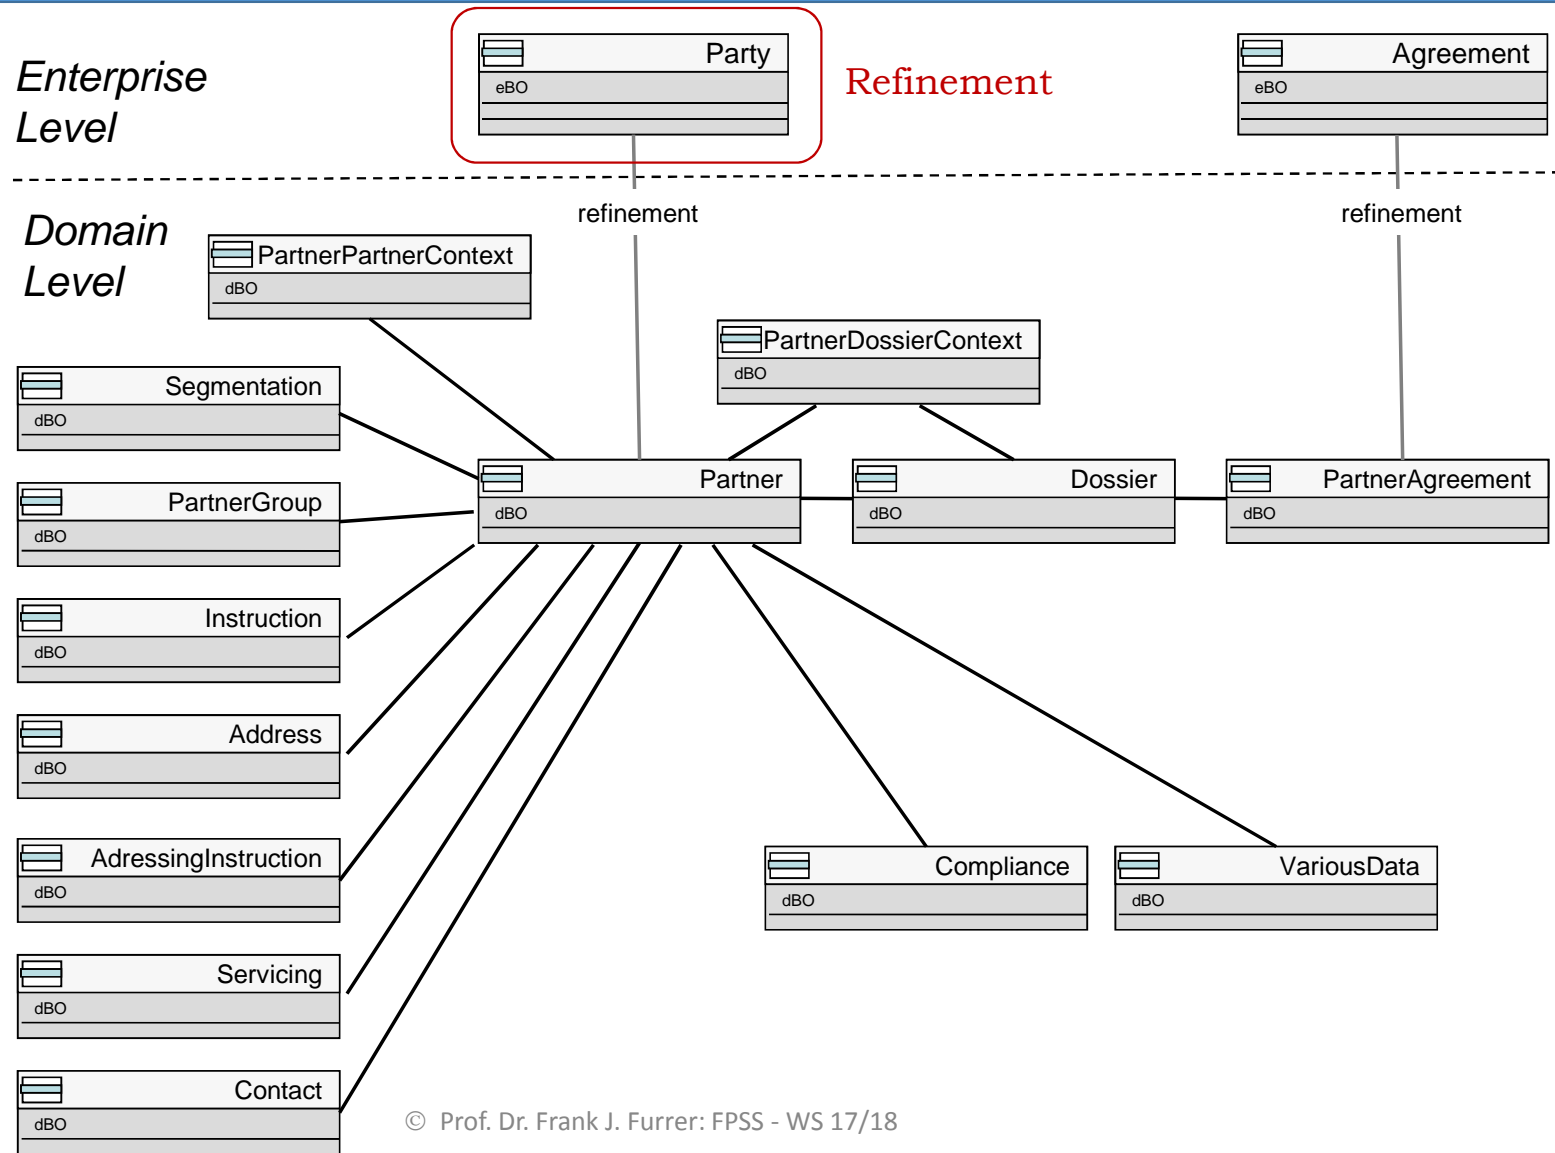 Enterprise
Level
Party
eBO
Refinement
Agreement
eBO
refinement
refinement
Domain
Level
PartnerPartnerContext
dBO
PartnerDossierContext
dBO
Segmentation
dBO
Partner
dBO
Dossier
dBO
PartnerAgreement
dBO
PartnerGroup
dBO
Instruction
dBO
Address
dBO
AdressingInstruction
dBO
Compliance
dBO
VariousData
dBO
Servicing
dBO
Contact
dBO
© Prof. Dr. Frank J. Furrer: FPSS - WS 17/18